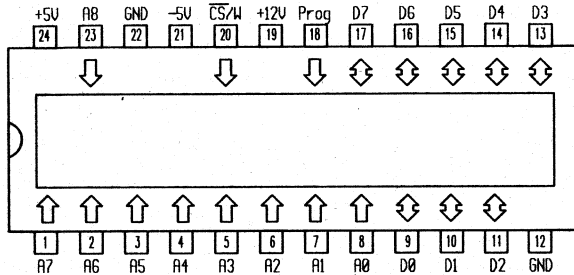 +5V A8 GND -5V CS/W +12V Prog D7 D6 D5 D4 D3
24 23 22 21 20 19 18 17 16 15 14 13
1 2 3 4 5 6 7 8 9 10 11 12
A7 A6 A5 A4 A3 A2 A1 A0 D0 D1 D2 GND